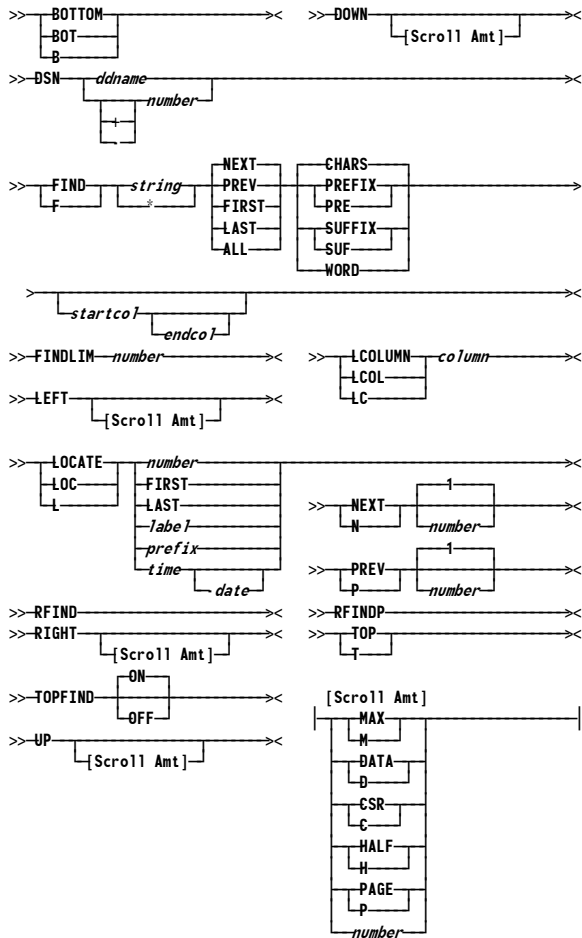 >>─BOTTOM─>< >>─DOWN─><
BOT [Scroll Amt]
B
>>─DSN ddname ><
number
+
-
>>─FIND string NEXT CHARS >
F * PREV PREFIX
FIRST PRE
LAST SUFFIX
ALL SUF
WORD
> ><
startcol
endcol
>>─FINDLIM number >< >>─LCOLUMN column ><
LCOL
LC
>>─LEFT ><
[Scroll Amt]
>>─LOCATE number ><
LOC FIRST
L LAST
label
prefix
time
date
1
>>─NEXT ><
N number
1
>>─PREV ><
P number
>>─RFIND >< >>─RFINDP ><
>>─RIGHT >< >>─TOP ><
[Scroll Amt] T
ON
>>─TOPFIND ><
OFF
>>─UP ><
[Scroll Amt]
[Scroll Amt]
MAX
M
DATA
D
CSR
C
HALF
H
PAGE
P
number